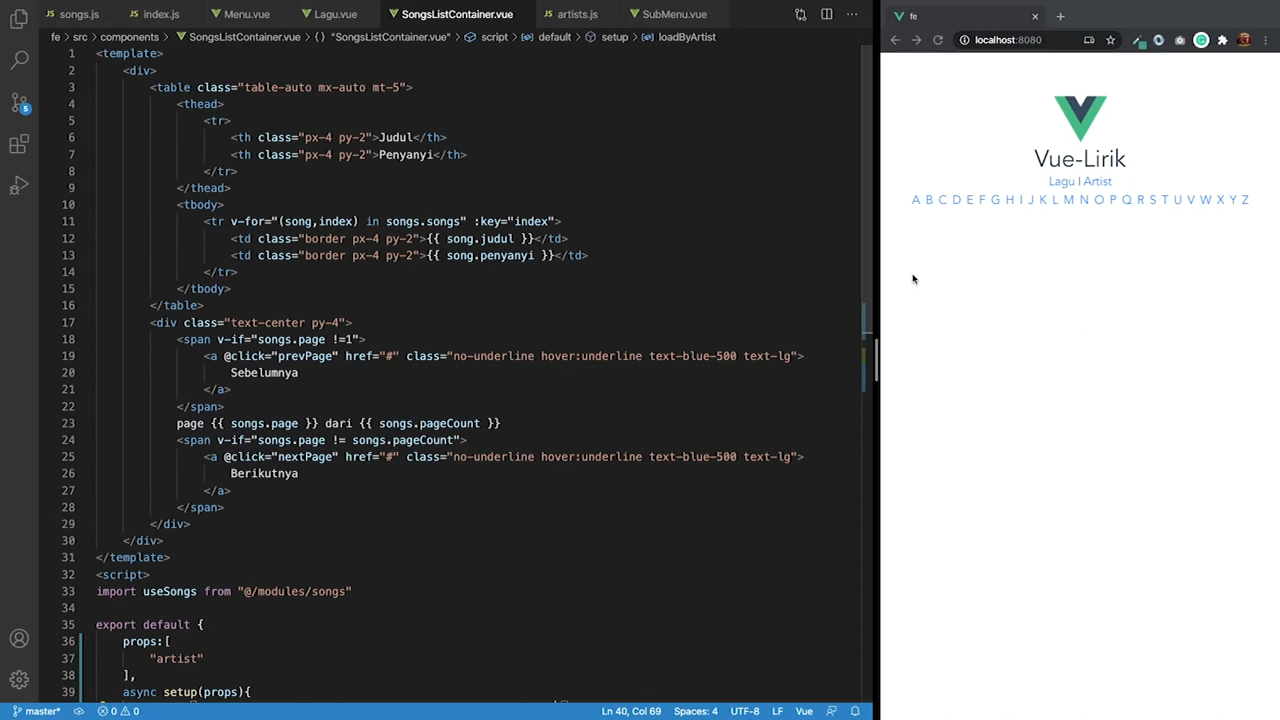 songs.js index.js Menu.vue Lagu.vue SongsListContainer.vue artists.js SubMenu.vue
fe > src > components > SongsListContainer.vue > {} "SongsListContainer.vue" > script > default > setup > loadByArtist
1 <template>
2 <div>
3 <table class="table-auto mx-auto mt-5">
4 <thead>
5 <tr>
6 <th class="px-4 py-2">Judul</th>
7 <th class="px-4 py-2">Penyanyi</th>
8 </tr>
9 </thead>
10 <tbody>
11 <tr v-for="(song,index) in songs.songs" :key="index">
12 <td class="border px-4 py-2">{{ song.judul }}</td>
13 <td class="border px-4 py-2">{{ song.penyanyi }}</td>
14 </tr>
15 </tbody>
16 </table>
17 <div class="text-center py-4">
18 <span v-if="songs.page !=1">
19 <a @click="prevPage" href="#" class="no-underline hover:underline text-blue-500 text-lg">
20 Sebelumnya
21 </a>
22 </span>
23 page {{ songs.page }} dari {{ songs.pageCount }}
24 <span v-if="songs.page != songs.pageCount">
25 <a @click="nextPage" href="#" class="no-underline hover:underline text-blue-500 text-lg">
26 Berikutnya
27 </a>
28 </span>
29 </div>
30 </div>
31 </template>
32 <script>
33 import useSongs from "@/modules/songs"
34
35 export default {
36 props:[
37 "artist"
38 ],
39 async setup(props){
5
master* 0 0 Ln 40, Col 69 Spaces: 4 UTF-8 LF Vue
fe
localhost:8080
Vue-Lirik
Lagu | Artist
A B C D E F G H I J K L M N O P Q R S T U V W X Y Z